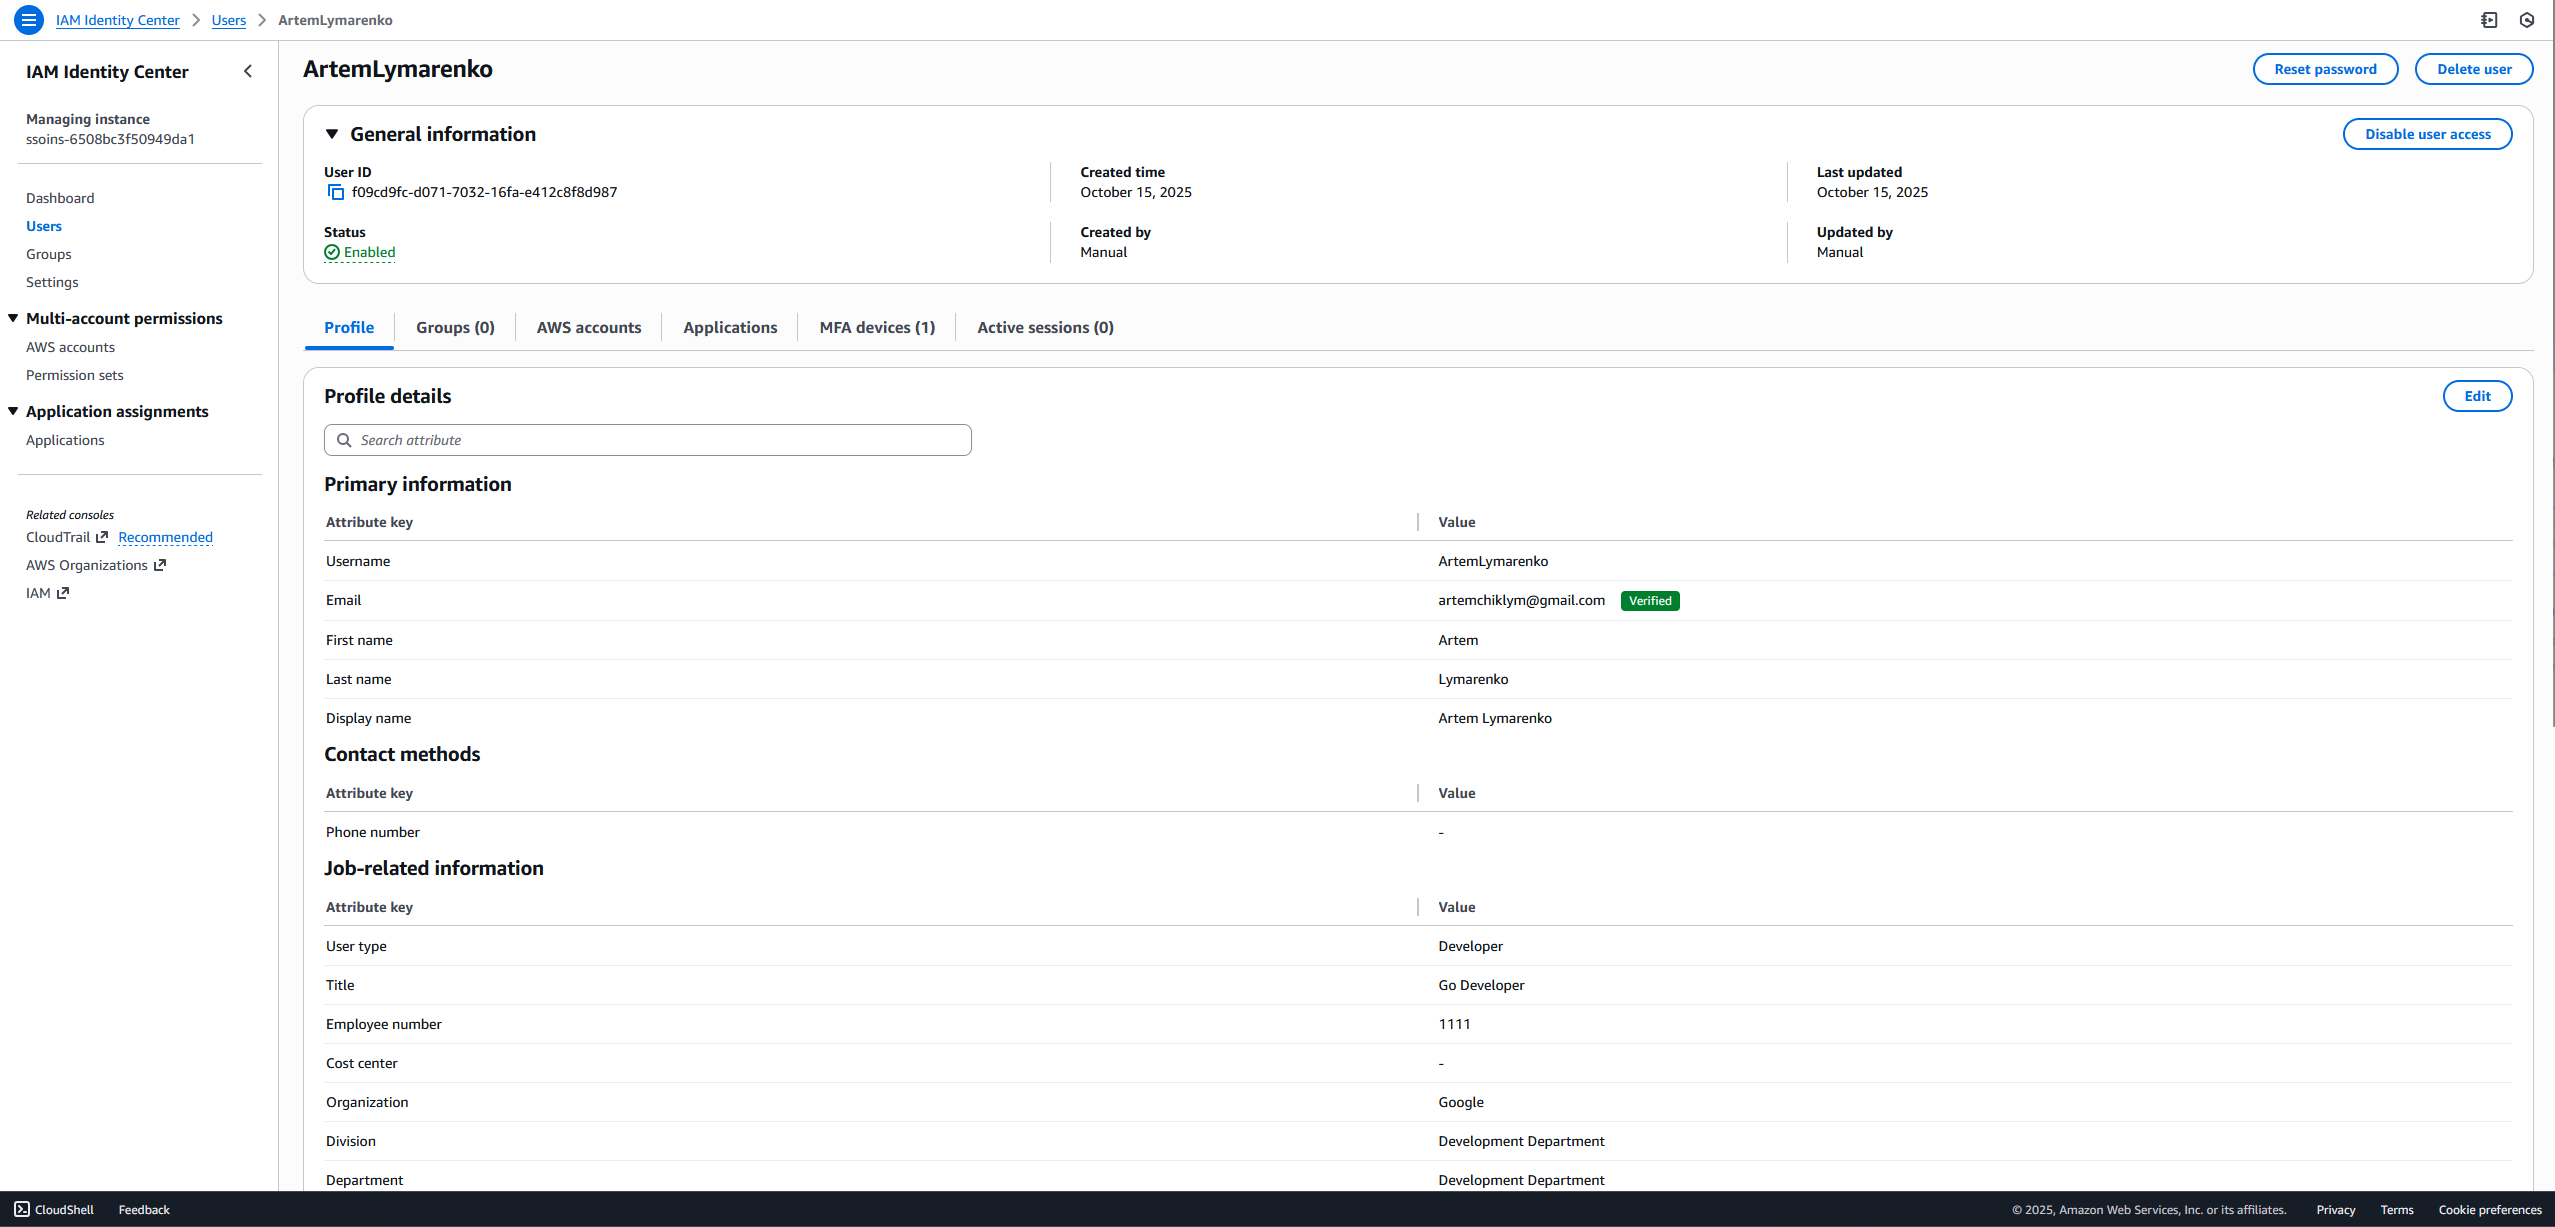 IAM Identity Center > Users > ArtemLymarenko
IAM Identity Center
Managing instance
ssoins-6508bc3f50949da1
Dashboard
Users
Groups
Settings
Multi-account permissions
AWS accounts
Permission sets
Application assignments
Applications
Related consoles
CloudTrail Recommended
AWS Organizations
IAM
ArtemLymarenko
Reset password Delete user
General information
Disable user access
User ID
f09cd9fc-d071-7032-16fa-e412c8f8d987
Created time
October 15, 2025
Last updated
October 15, 2025
Status
Enabled
Created by
Manual
Updated by
Manual
Profile Groups (0) AWS accounts Applications MFA devices (1) Active sessions (0)
Profile details
Edit
Search attribute
Primary information
Attribute key Value
Username ArtemLymarenko
Email artemchiklym@gmail.com Verified
First name Artem
Last name Lymarenko
Display name Artem Lymarenko
Contact methods
Attribute key Value
Phone number -
Job-related information
Attribute key Value
User type Developer
Title Go Developer
Employee number 1111
Cost center -
Organization Google
Division Development Department
Department Development Department
CloudShell Feedback
© 2025, Amazon Web Services, Inc. or its affiliates. Privacy Terms Cookie preferences